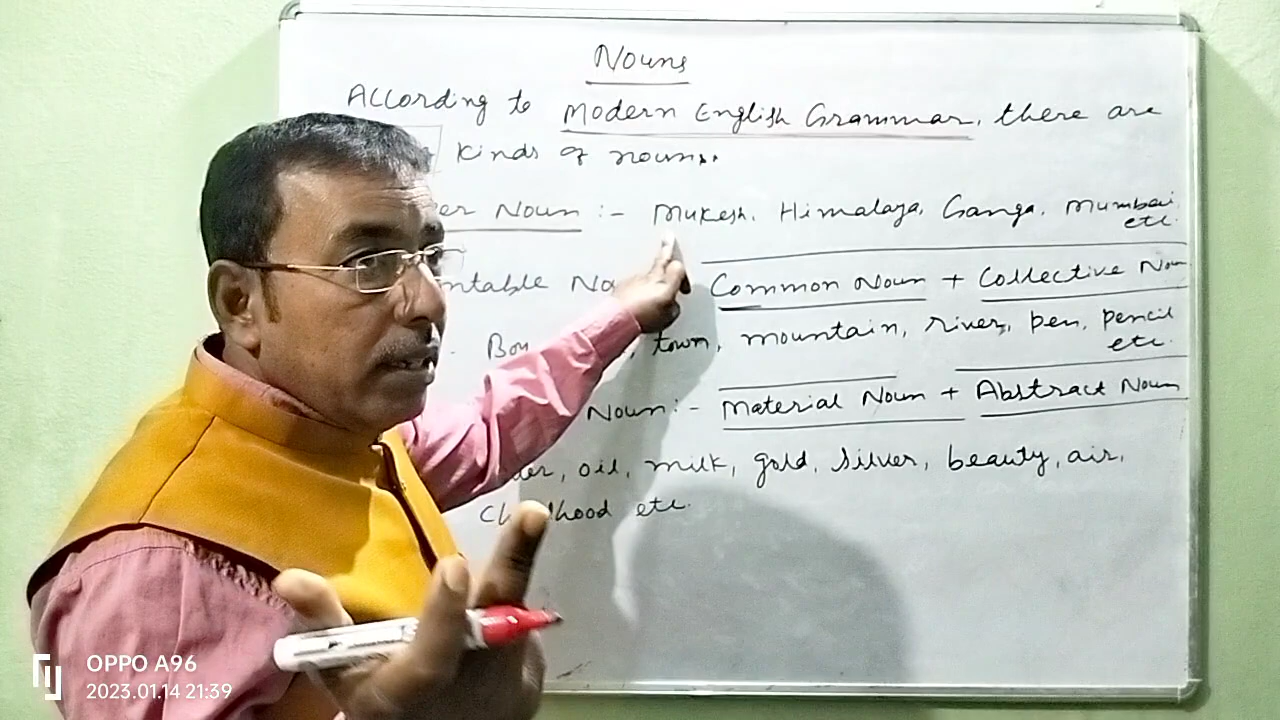 Nouns
According to Modern English Grammar, there are
kinds of nouns.
Noun :- Mukesh, Himalaya, Ganga, Mumbai
etc.
Common Noun + Collective Noun
town, mountain, river, pen, pencil
etc.
Noun :- Material Noun + Abstract Noun
oil, milk, gold, silver, beauty, air,
etc.
OPPO A96
2023.01.14 21:39